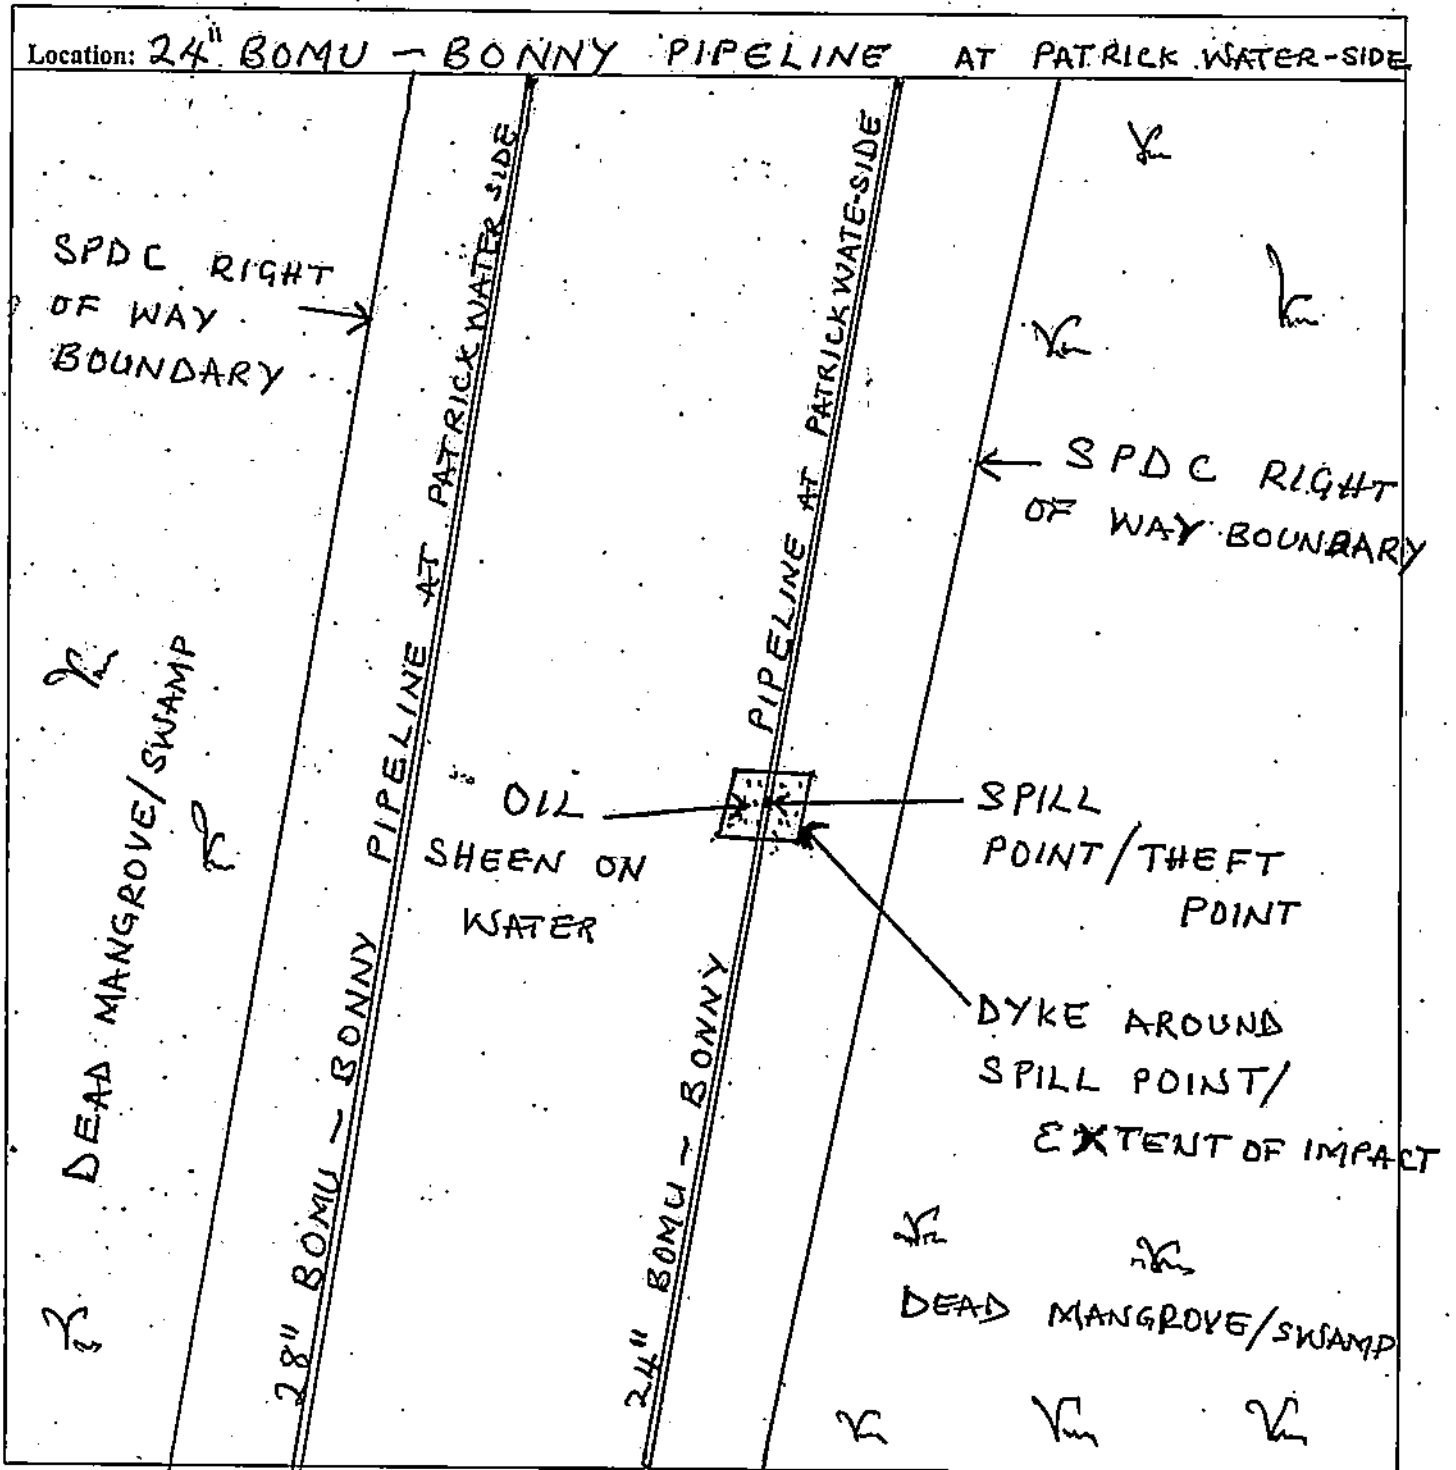 Location: 24" BOMU - BONNY PIPELINE AT PATRICK WATER-SIDE
SPDC RIGHT
OF WAY
BOUNDARY
28" BOMU - BONNY PIPELINE AT PATRICK WATER SIDE
24" BOMU - BONNY PIPELINE AT PATRICK WATE-SIDE
SPDC RIGHT
OF WAY BOUNDARY
DEAD MANGROVE/SWAMP
OIL
SHEEN ON
WATER
SPILL
POINT/THEFT
POINT
DYKE AROUND
SPILL POINT/
EXTENT OF IMPACT
DEAD MANGROVE/SWAMP